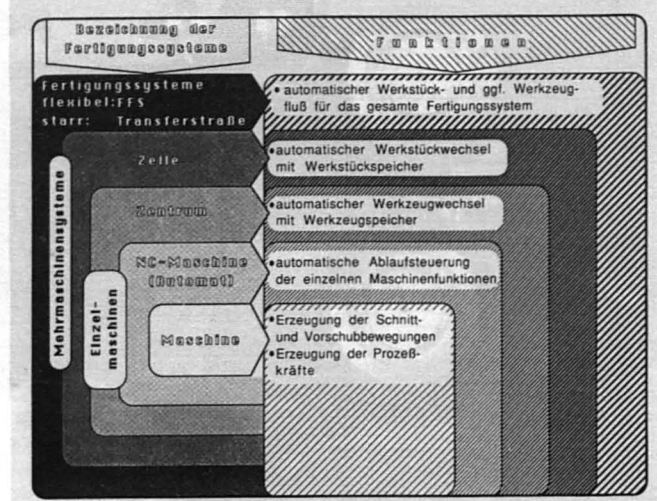 Bezeichnung der
Fertigungssysteme
Funktionen
Fertigungssysteme
flexibel:FFS
starr: Transferstraße
• automatischer Werkstück- und ggf. Werkzeug-
fluß für das gesamte Fertigungssystem
Zelle
•automatischer Werkstückwechsel
mit Werkstückspeicher
Zentrum
•automatischer Werkzeugwechsel
mit Werkzeugspeicher
NC-Maschine
(Automat)
•automatische Ablaufsteuerung
der einzelnen Maschinenfunktionen
Maschine
•Erzeugung der Schnitt-
und Vorschubbewegungen
•Erzeugung der Prozeß-
kräfte
Mehrmaschinensysteme
Einzel-
maschinen